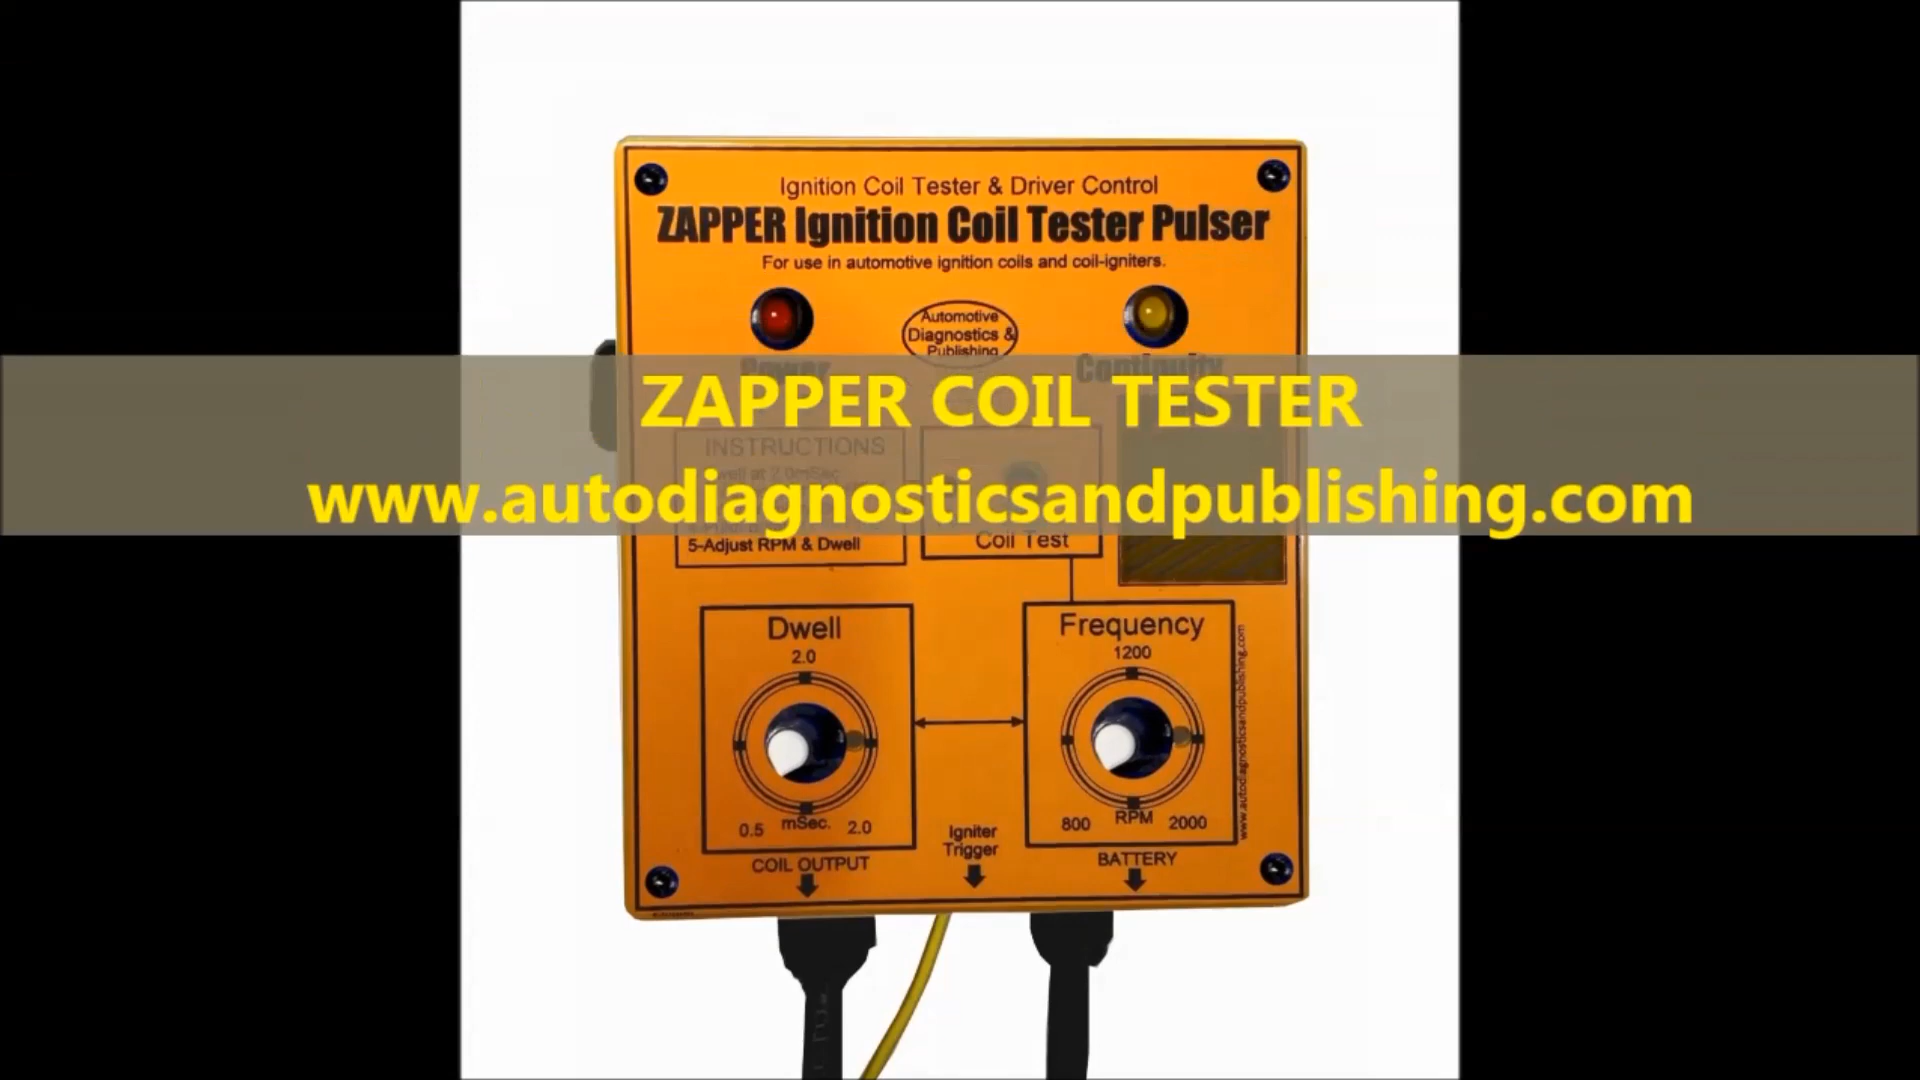 Ignition Coil Tester & Driver Control
ZAPPER Ignition Coil Tester Pulser
For use in automotive ignition coils and coil-igniters.
Automotive
Diagnostics &
Publishing
Power
Continuity
ZAPPER COIL TESTER
www.autodiagnosticsandpublishing.com
INSTRUCTIONS
5-Adjust RPM & Dwell
Coil Test
Dwell
2.0
0.5 mSec. 2.0
COIL OUTPUT
Igniter
Trigger
Frequency
1200
800 RPM 2000
BATTERY
www.autodiagnosticsandpublishing.com